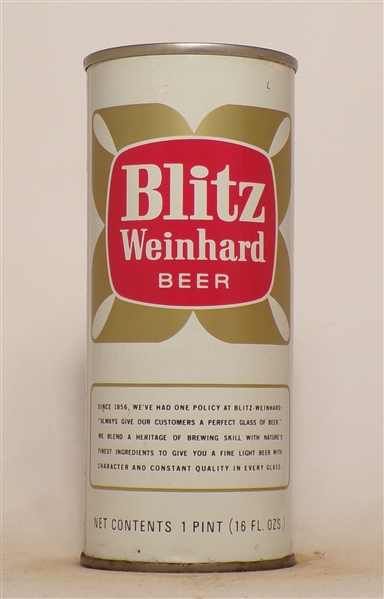 Blitz
Weinhard
BEER
SINCE 1856, WE'VE HAD ONE POLICY AT BLITZ-WEINHARD:
"ALWAYS GIVE OUR CUSTOMERS A PERFECT GLASS OF BEER."
WE BLEND A HERITAGE OF BREWING SKILL WITH NATURE'S
FINEST INGREDIENTS TO GIVE YOU A FINE LIGHT BEER WITH
CHARACTER AND CONSTANT QUALITY IN EVERY GLASS.
NET CONTENTS 1 PINT (16 FL. OZS.)